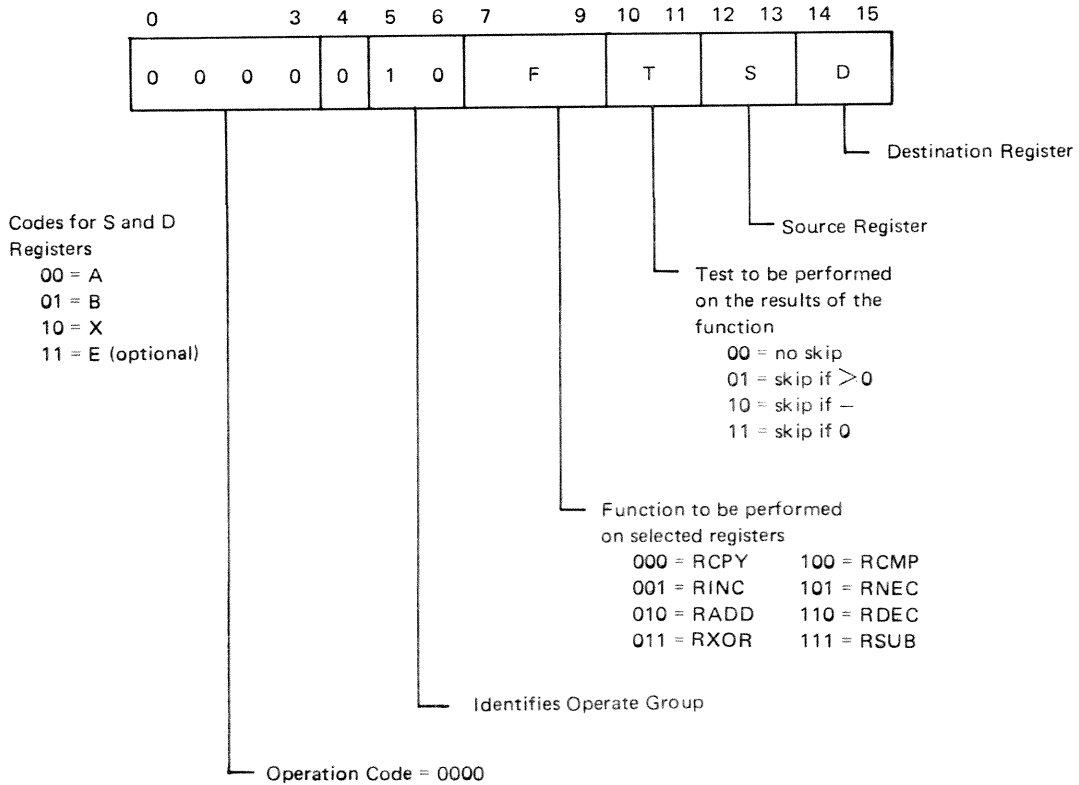 0 3 4 5 6 7 9 10 11 12 13 14 15
0 0 0 0 0 1 0 F T S D
Destination Register
Source Register
Codes for S and D
Registers
00 = A
01 = B
10 = X
11 = E (optional)
Test to be performed
on the results of the
function
00 = no skip
01 = skip if >0
10 = skip if –
11 = skip if 0
Function to be performed
on selected registers
000 = RCPY 100 = RCMP
001 = RINC 101 = RNEC
010 = RADD 110 = RDEC
011 = RXOR 111 = RSUB
Identifies Operate Group
Operation Code = 0000